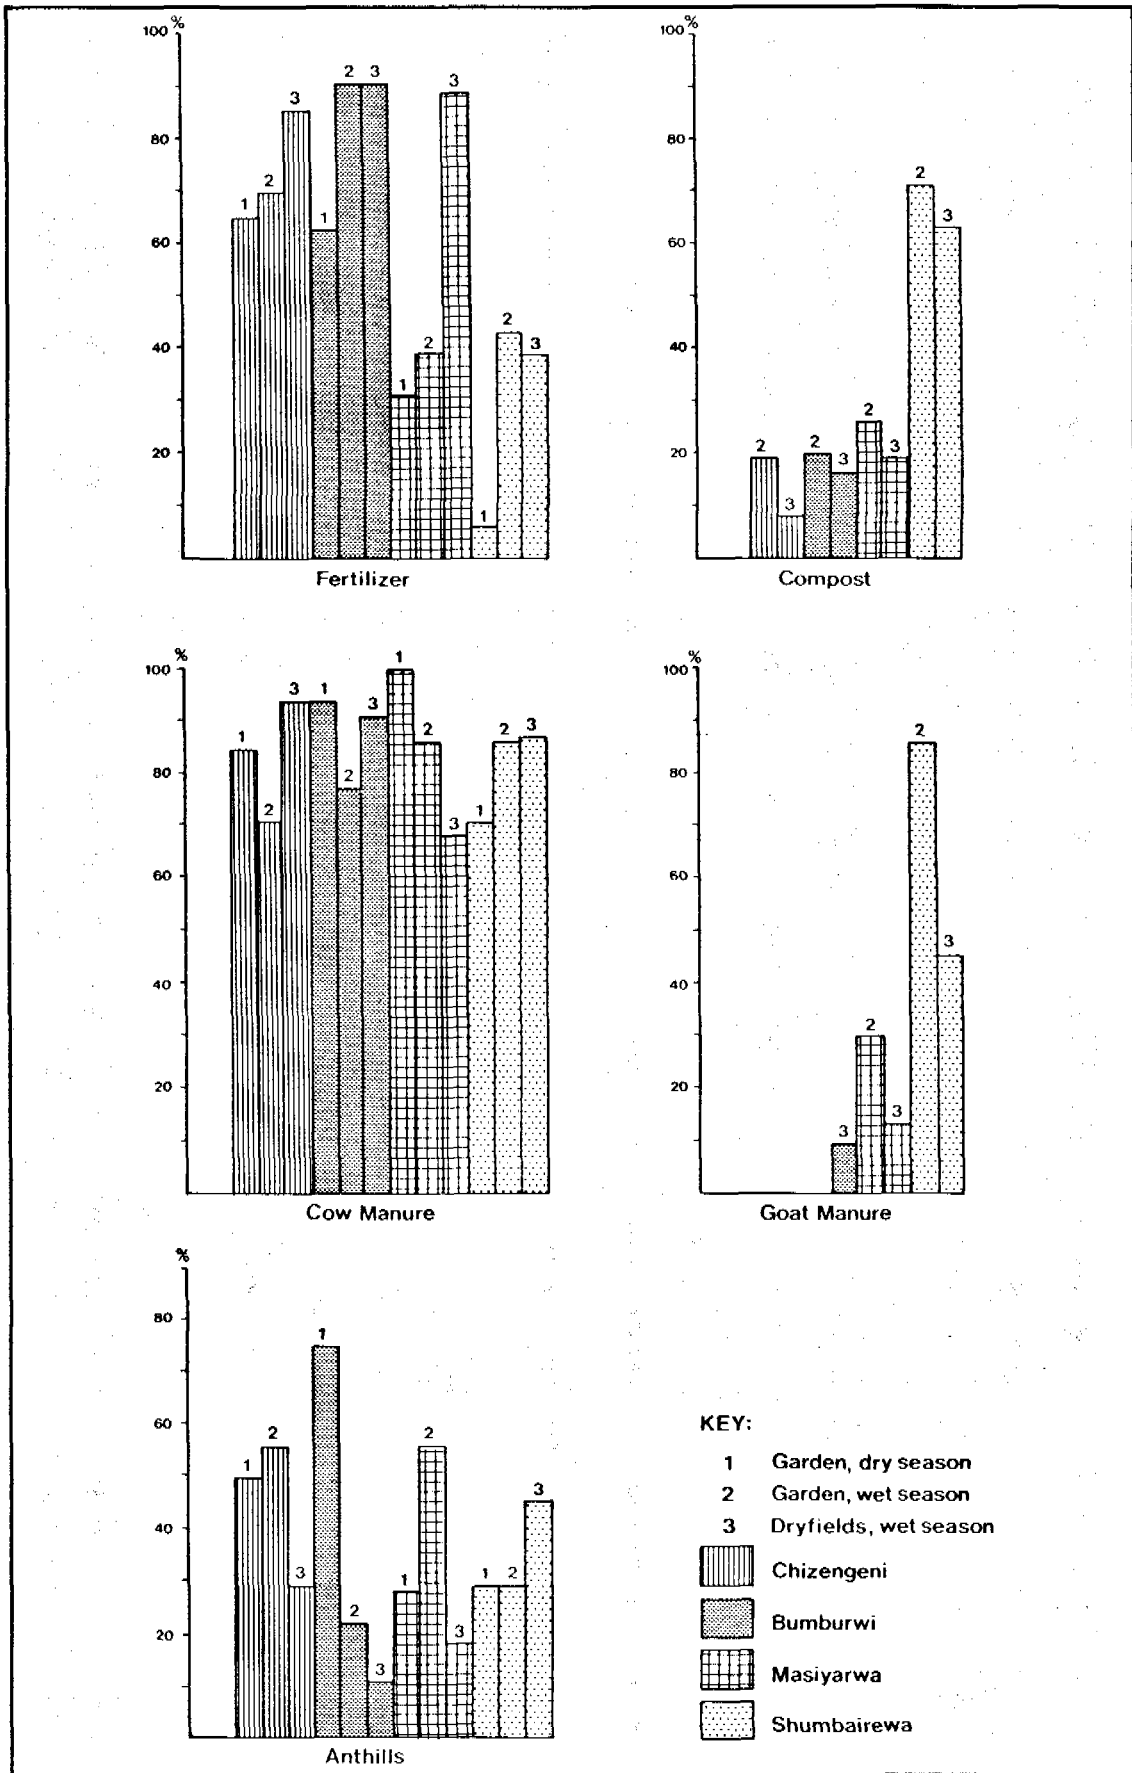 100 %
80
60
40
20
1 2 3 1 2 3 1 2 3 1 2 3
Fertilizer
100 %
80
60
40
20
2 3 2 3 2 3 2 3
Compost
100 %
80
60
40
20
1 2 3 1 2 3 1 2 3 1 2 3
Cow Manure
100 %
80
60
40
20
3 2 3 2 3
Goat Manure
%
80
60
40
20
1 2 3 1 2 3 1 2 3 1 2 3
Anthills
KEY:
1 Garden, dry season
2 Garden, wet season
3 Dryfields, wet season
Chizengeni
Bumburwi
Masiyarwa
Shumbairewa